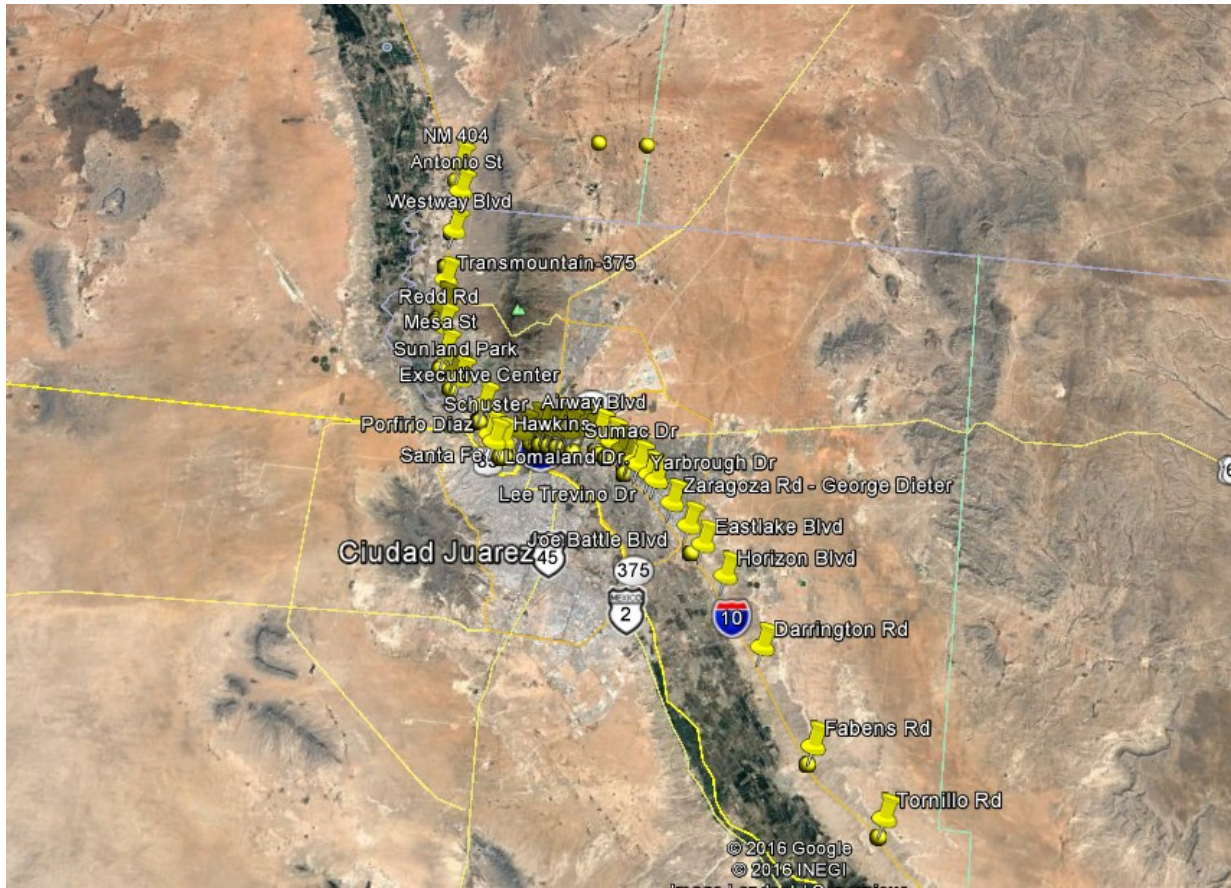 NM 404
Antonio St
Westway Blvd
Transmountain-375
Redd Rd
Mesa St
Sunland Park
Executive Center
Schuster
Airway Blvd
Porfirio Diaz
Hawkins
Sumac Dr
Santa Fe
Lomaland Dr.
Yarbrough Dr
Zaragoza Rd - George Dieter
Lee Trevino Dr
Eastlake Blvd
Joe Battle Blvd
Ciudad Juarez
45
Horizon Blvd
375
MEXICO
2
10
Darrington Rd
Fabens Rd
Tornillo Rd
© 2016 Google
© 2016 INEGI